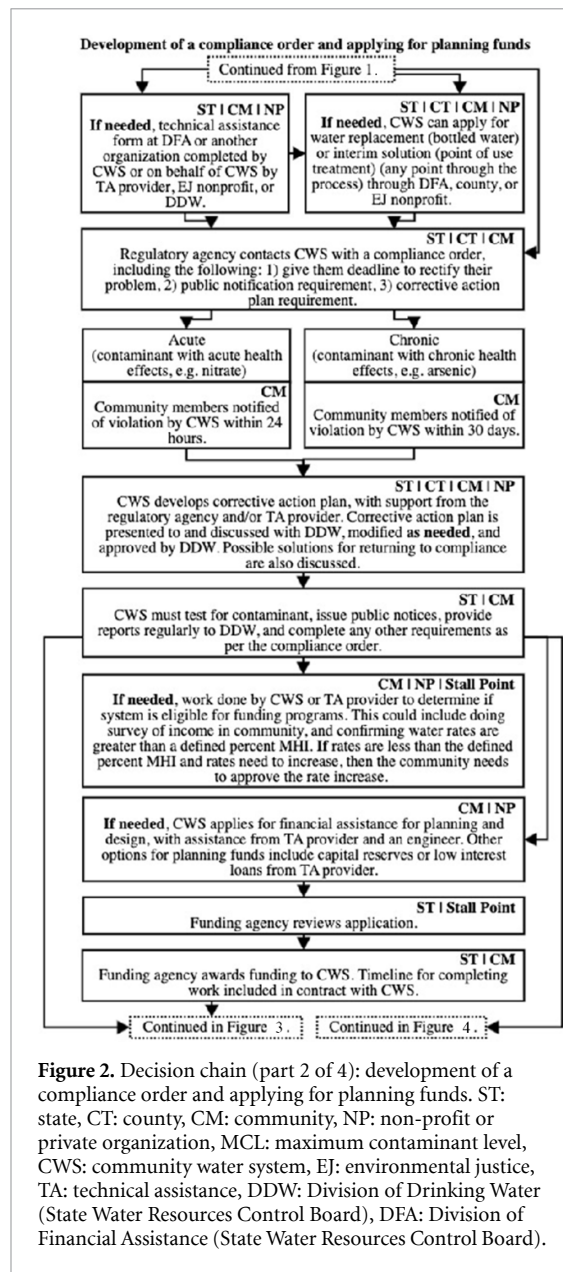 Development of a compliance order and applying for planning funds
Continued from Figure 1.
ST | CM | NP
If needed, technical assistance
form at DFA or another
organization completed by
CWS or on behalf of CWS by
TA provider, EJ nonprofit, or
DDW.
ST | CT | CM | NP
If needed, CWS can apply for
water replacement (bottled water)
or interim solution (point of use
treatment) (any point through the
process) through DFA, county, or
EJ nonprofit.
ST | CT | CM
Regulatory agency contacts CWS with a compliance order,
including the following: 1) give them deadline to rectify their
problem, 2) public notification requirement, 3) corrective action
plan requirement.
Acute
(contaminant with acute health
effects, e.g. nitrate)
CM
Community members notified
of violation by CWS within 24
hours.
Chronic
(contaminant with chronic health
effects, e.g. arsenic)
CM
Community members notified of
violation by CWS within 30 days.
ST | CT | CM | NP
CWS develops corrective action plan, with support from the
regulatory agency and/or TA provider. Corrective action plan is
presented to and discussed with DDW, modified as needed, and
approved by DDW. Possible solutions for returning to compliance
are also discussed.
ST | CM
CWS must test for contaminant, issue public notices, provide
reports regularly to DDW, and complete any other requirements as
per the compliance order.
CM | NP | Stall Point
If needed, work done by CWS or TA provider to determine if
system is eligible for funding programs. This could include doing
survey of income in community, and confirming water rates are
greater than a defined percent MHI. If rates are less than the defined
percent MHI and rates need to increase, then the community needs
to approve the rate increase.
CM | NP
If needed, CWS applies for financial assistance for planning and
design, with assistance from TA provider and an engineer. Other
options for planning funds include capital reserves or low interest
loans from TA provider.
ST | Stall Point
Funding agency reviews application.
ST | CM
Funding agency awards funding to CWS. Timeline for completing
work included in contract with CWS.
Continued in Figure 3.
Continued in Figure 4.
Figure 2. Decision chain (part 2 of 4): development of a
compliance order and applying for planning funds. ST:
state, CT: county, CM: community, NP: non-profit or
private organization, MCL: maximum contaminant level,
CWS: community water system, EJ: environmental justice,
TA: technical assistance, DDW: Division of Drinking Water
(State Water Resources Control Board), DFA: Division of
Financial Assistance (State Water Resources Control Board).